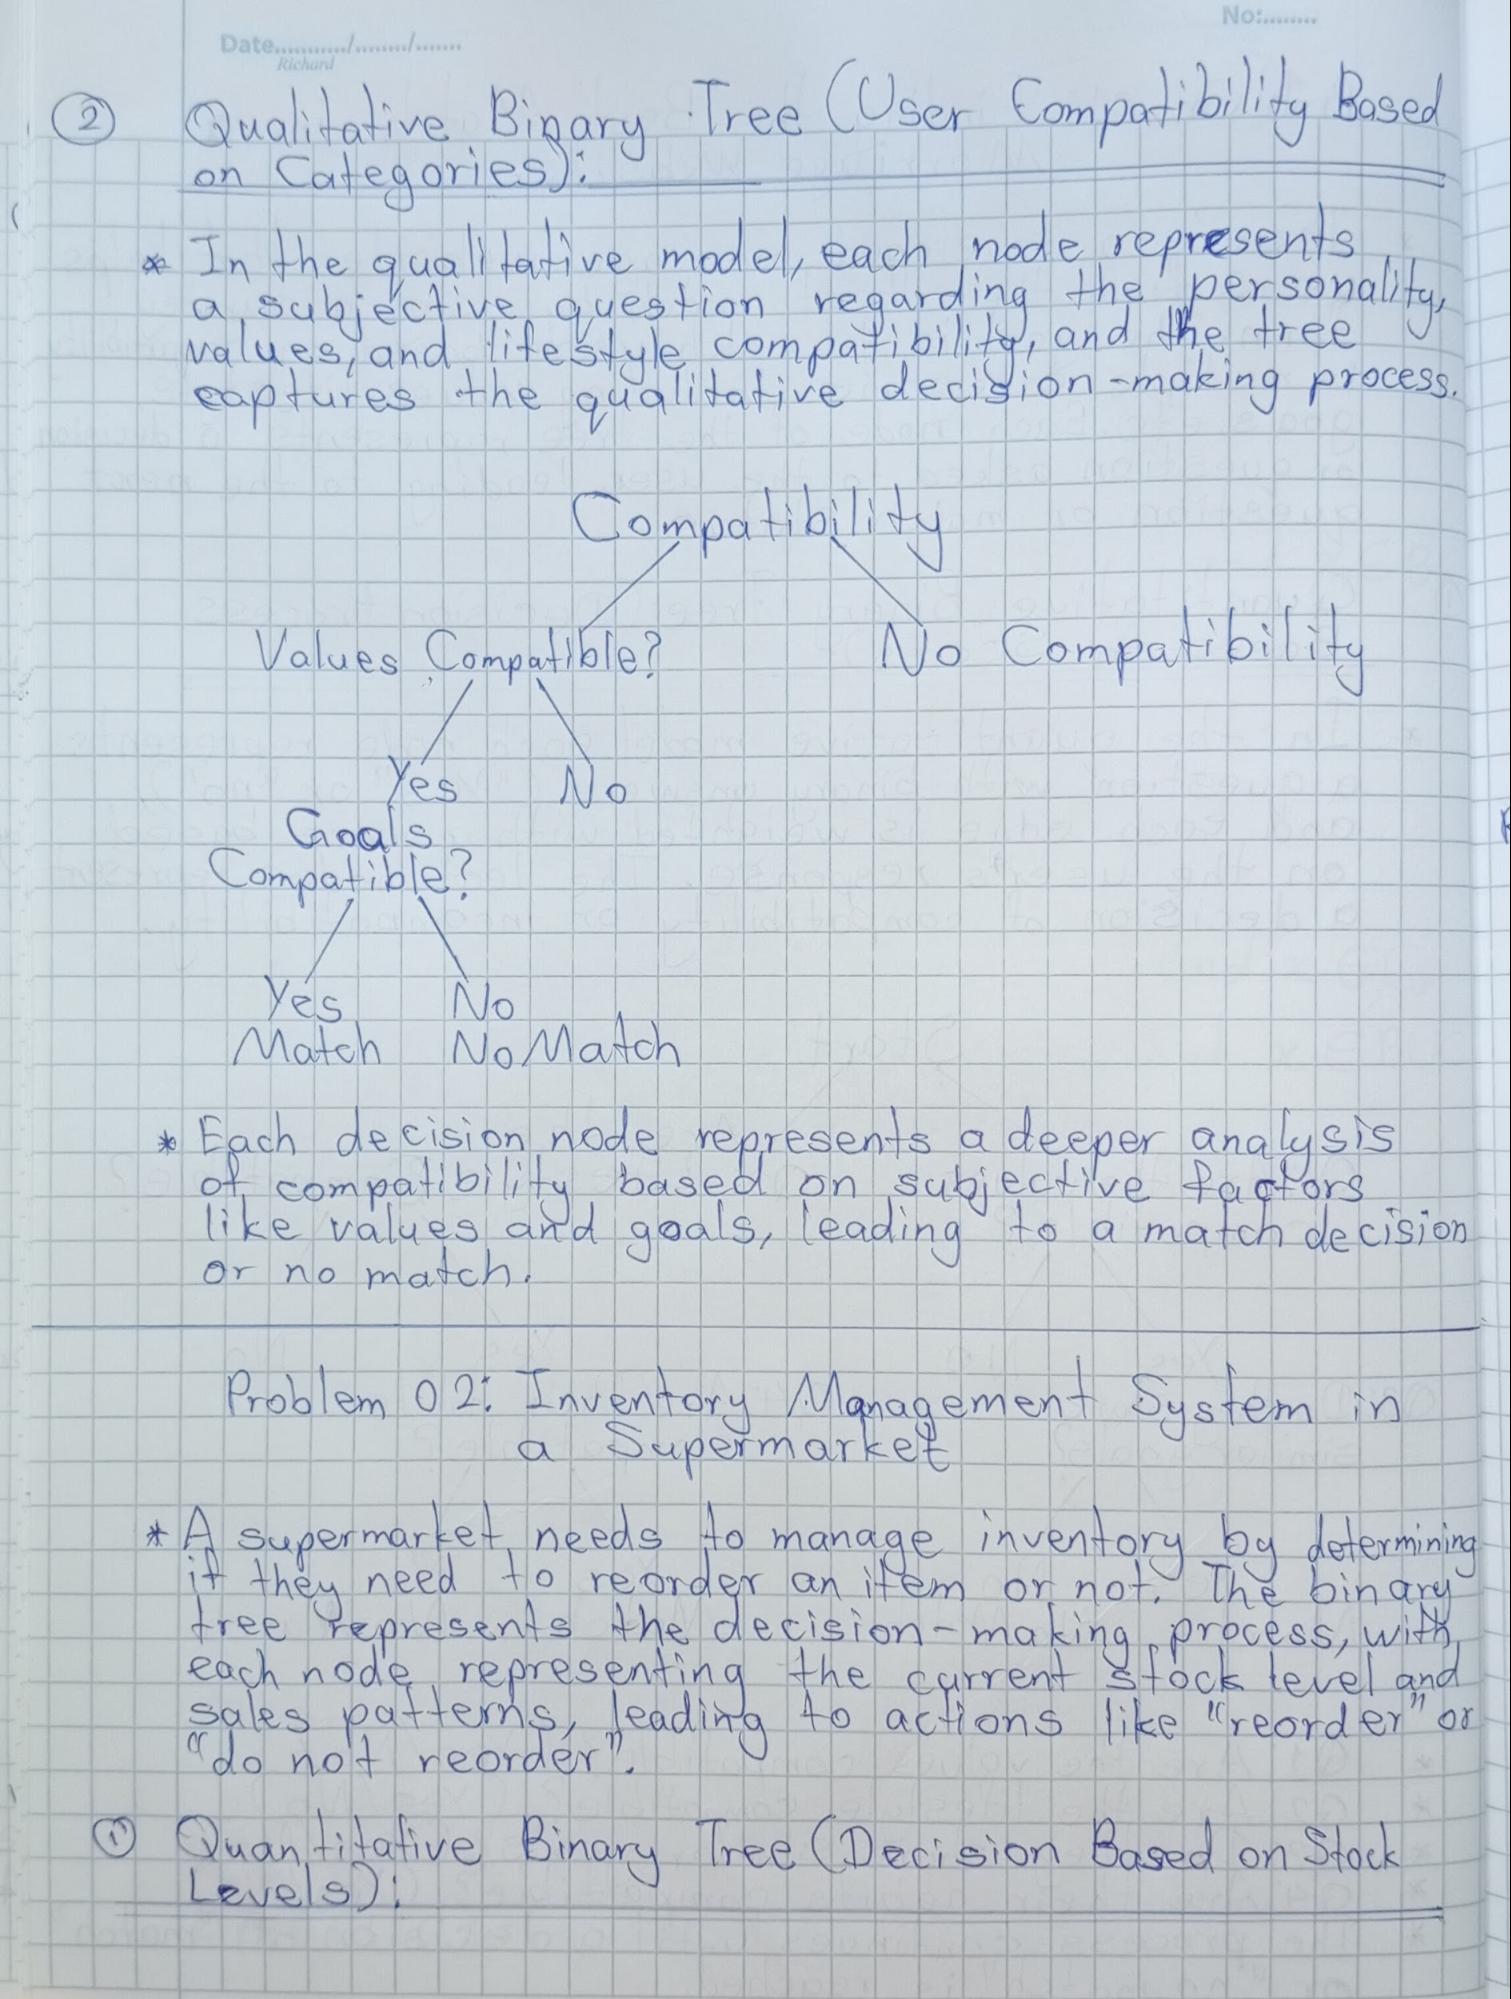 No:........
Date.........../......../.......
Richard
2 Qualitative Binary Tree (User Compatibility Based
on Categories):
* In the qualitative model, each node represents
a subjective question regarding the personality,
values, and lifestyle compatibility, and the tree
captures the qualitative decision-making process.
Compatibility
Values Compatible? No Compatibility
Yes No
Goals
Compatible?
Yes No
Match No Match
* Each decision node represents a deeper analysis
of compatibility based on subjective factors
like values and goals, leading to a match decision
or no match.
Problem 02: Inventory Management System in
a Supermarket
* A supermarket needs to manage inventory by determining
if they need to reorder an item or not. The binary
tree represents the decision-making process, with
each node representing the current stock level and
sales patterns, leading to actions like "reorder" or
"do not reorder".
1 Quantitative Binary Tree (Decision Based on Stock
Levels):